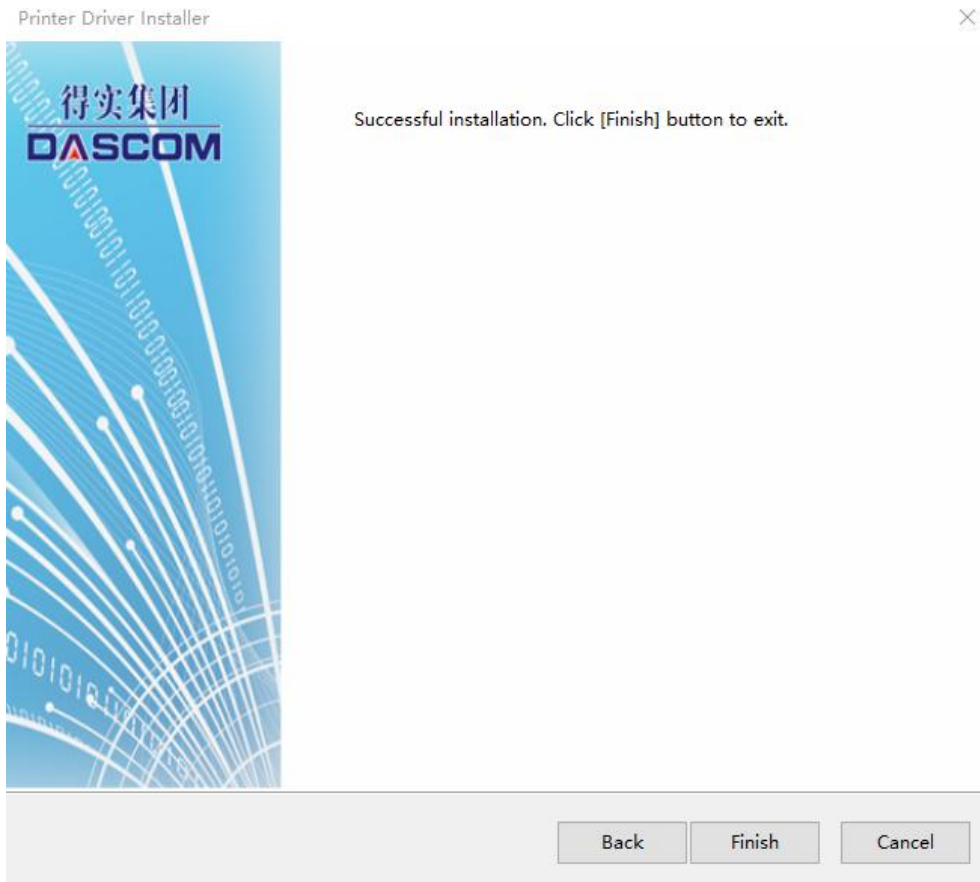 Printer Driver Installer
得实集团
DASCOM
Successful installation. Click [Finish] button to exit.
Back
Finish
Cancel